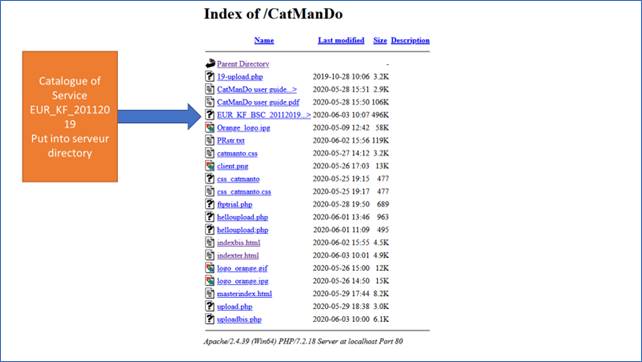 Index of /CatManDo
Name Last modified Size Description
Parent Directory -
19-upload.php 2019-10-28 10:06 3.2K
CatManDo user guide...> 2020-05-28 15:51 2.9K
CatManDo user guide.pdf 2020-05-28 15:50 106K
EUR_KF_BSC_20112019...> 2020-06-03 10:07 496K
Orange_logo.jpg 2020-05-09 12:42 58K
PRstr.txt 2020-06-02 15:56 119K
catmanto.css 2020-05-27 14:12 3.2K
client.png 2020-05-26 17:03 13K
css_catmanto 2020-05-25 19:15 477
css_catmanto.css 2020-05-25 19:17 477
ftptrial.php 2020-05-28 19:50 689
helloupload.php 2020-06-01 13:46 963
helloupload;php 2020-06-01 11:09 495
indexbis.html 2020-06-02 15:55 4.5K
indexter.html 2020-06-03 10:01 4.9K
logo_orange.gif 2020-05-26 15:00 12K
logo_orange.jpg 2020-05-26 14:50 15K
masterindex.html 2020-05-29 17:44 8.2K
upload.php 2020-05-29 18:38 3.0K
uploadbis.php 2020-06-03 10:00 6.1K
Apache/2.4.39 (Win64) PHP/7.2.18 Server at localhost Port 80
Catalogue of
Service
EUR_KF_201120
19
Put into serveur
directory